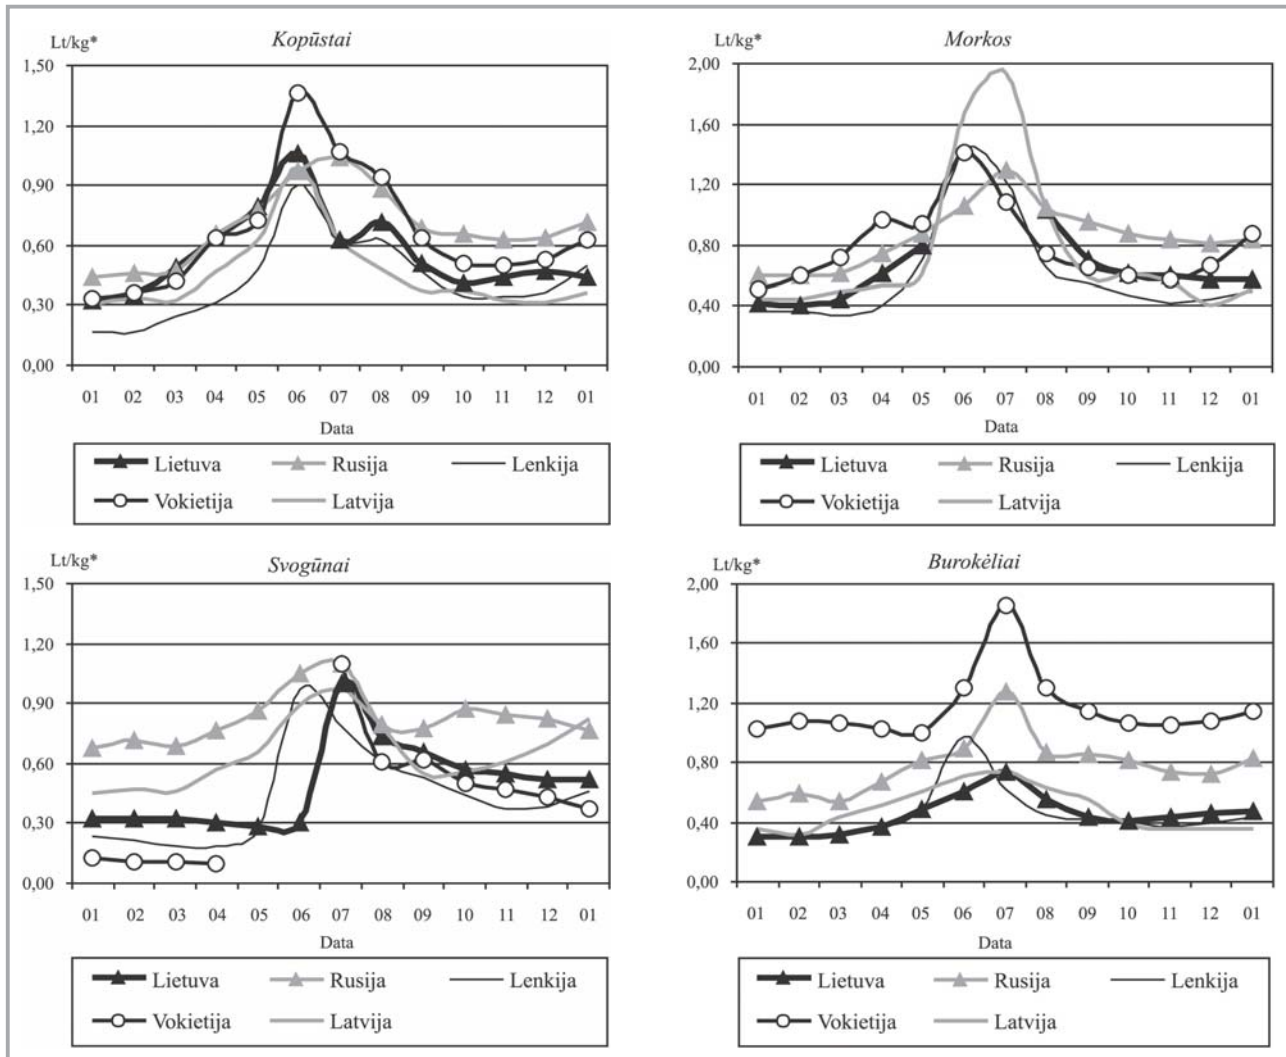 Kopūstai
Lt/kg*
1,50
1,20
0,90
0,60
0,30
0,00
01 02 03 04 05 06 07 08 09 10 11 12 01
Data
Lietuva Rusija Lenkija
Vokietija Latvija
Morkos
Lt/kg*
2,00
1,60
1,20
0,80
0,40
0,00
01 02 03 04 05 06 07 08 09 10 11 12 01
Data
Lietuva Rusija Lenkija
Vokietija Latvija
Svogūnai
Lt/kg*
1,50
1,20
0,90
0,60
0,30
0,00
01 02 03 04 05 06 07 08 09 10 11 12 01
Data
Lietuva Rusija Lenkija
Vokietija Latvija
Burokėliai
Lt/kg*
2,00
1,60
1,20
0,80
0,40
0,00
01 02 03 04 05 06 07 08 09 10 11 12 01
Data
Lietuva Rusija Lenkija
Vokietija Latvija